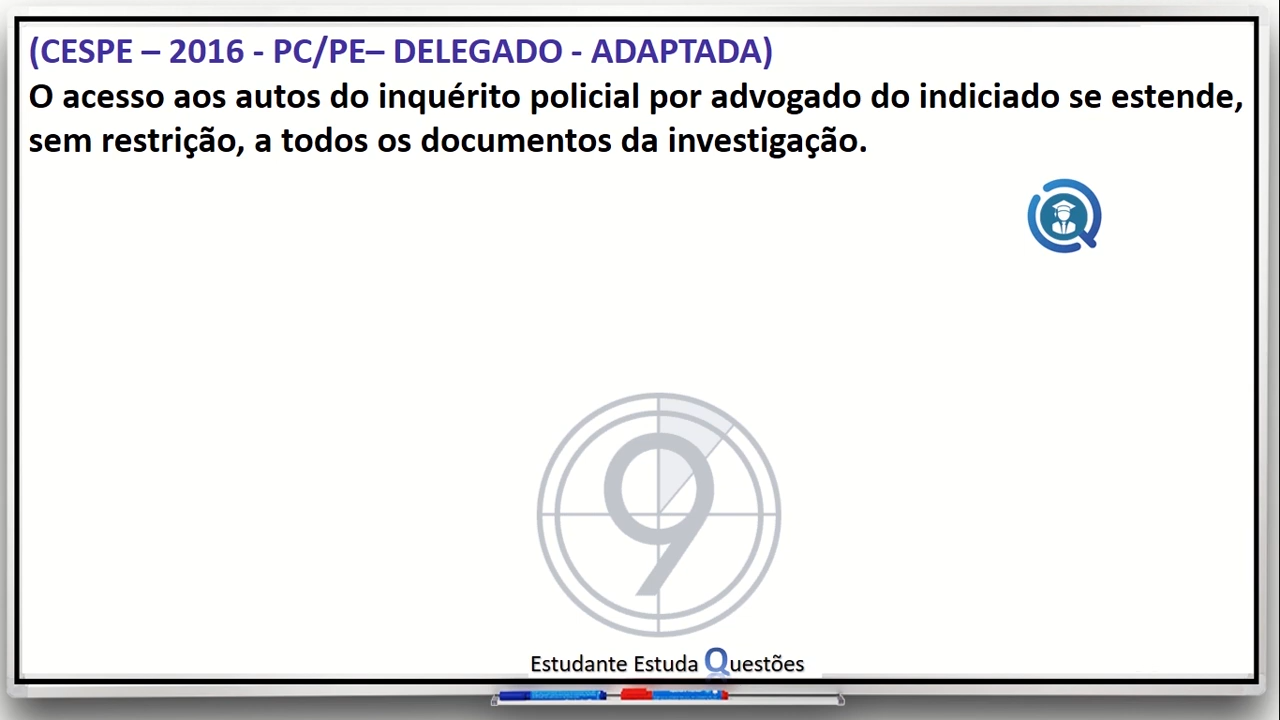 (CESPE – 2016 - PC/PE– DELEGADO - ADAPTADA)
O acesso aos autos do inquérito policial por advogado do indiciado se estende,
sem restrição, a todos os documentos da investigação.
9
Estudante Estuda Questões